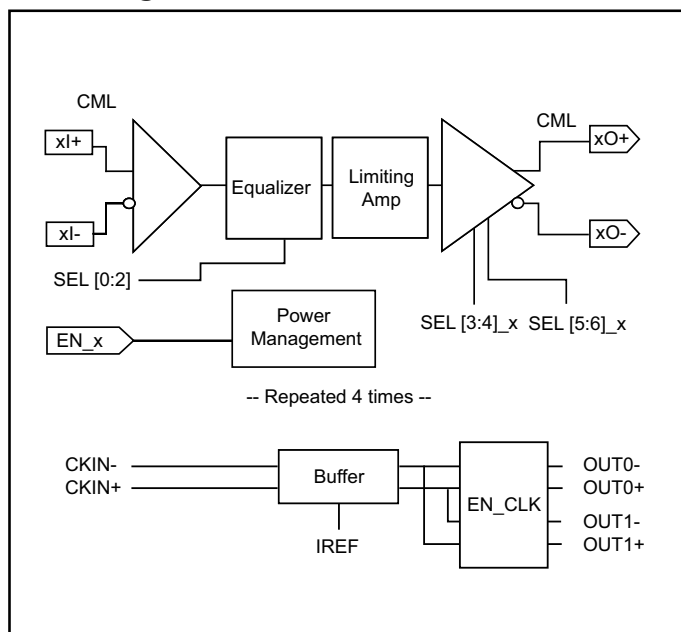 CML
xI+
xI-
Equalizer
Limiting
Amp
CML
xO+
xO-
SEL [0:2]
SEL [3:4]_x
SEL [5:6]_x
EN_x
Power
Management
-- Repeated 4 times --
CKIN-
CKIN+
Buffer
IREF
EN_CLK
OUT0-
OUT0+
OUT1-
OUT1+